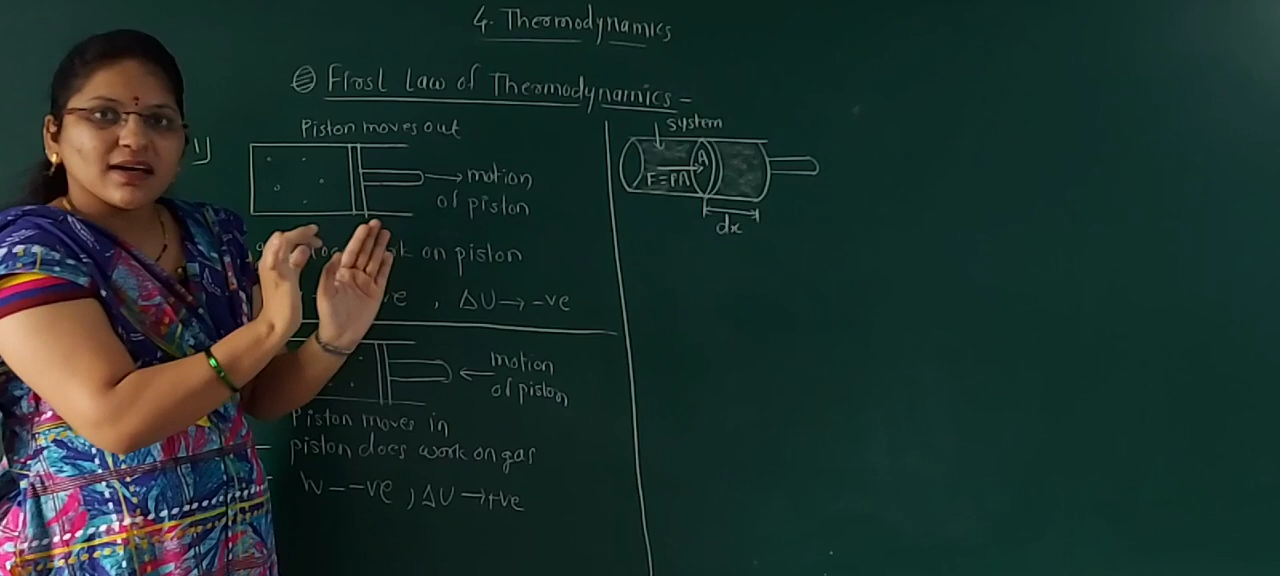 4. Thermodynamics
First Law of Thermodynamics -
1)
Piston moves out
motion
of piston
on piston
ve , ΔU → -ve
motion
of piston
Piston moves in
piston does work on gas
W - -ve , ΔU → +ve
system
A
F = PA
dx